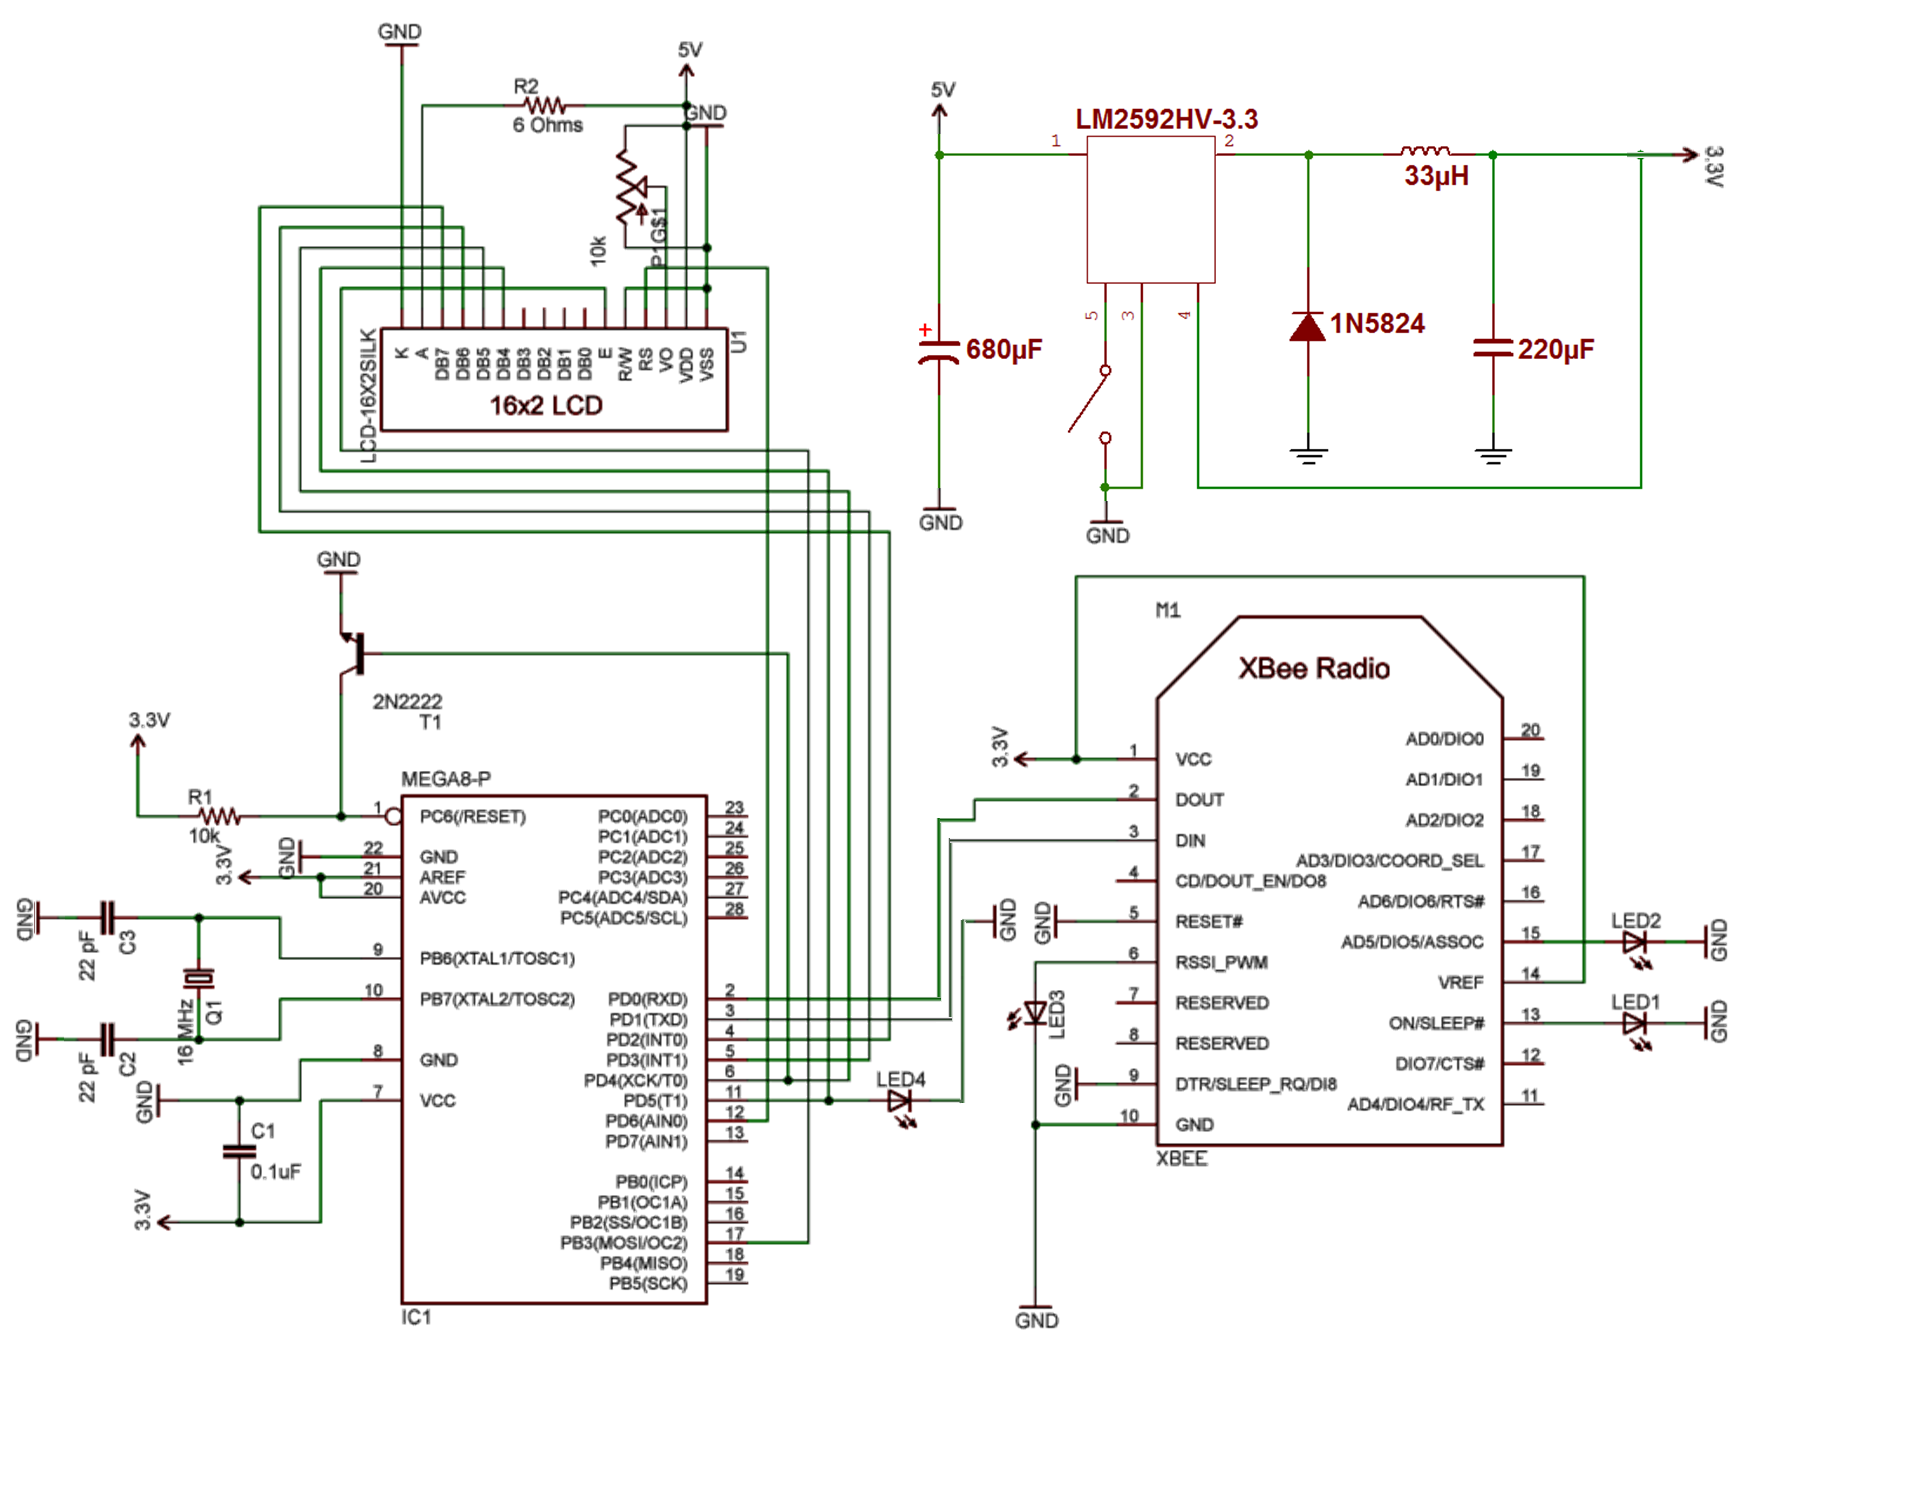 GND
R2
6 Ohms
5V
GND
10k
P1G$1
LCD-16X2SILK
K
A
DB7
DB6
DB5
DB4
DB3
DB2
DB1
DB0
E
R/W
RS
VO
VDD
VSS
U1
16x2 LCD
5V
LM2592HV-3.3
1
2
33µH
3.3V
5
3
4
+
680µF
1N5824
220µF
GND
GND
GND
2N2222
T1
3.3V
R1
10k
MEGA8-P
1
PC6(/RESET)
GND
22
GND
3.3V
21
AREF
20
AVCC
GND
22 pF
C3
9
PB6(XTAL1/TOSC1)
16 MHz
Q1
10
PB7(XTAL2/TOSC2)
GND
22 pF
C2
8
GND
GND
7
VCC
C1
0.1uF
3.3V
PC0(ADC0)
23
PC1(ADC1)
24
PC2(ADC2)
25
PC3(ADC3)
26
PC4(ADC4/SDA)
27
PC5(ADC5/SCL)
28
PD0(RXD)
2
PD1(TXD)
3
PD2(INT0)
4
PD3(INT1)
5
PD4(XCK/T0)
6
PD5(T1)
11
PD6(AIN0)
12
PD7(AIN1)
13
PB0(ICP)
14
PB1(OC1A)
15
PB2(SS/OC1B)
16
PB3(MOSI/OC2)
17
PB4(MISO)
18
PB5(SCK)
19
IC1
LED4
GND
M1
XBee Radio
3.3V
1
VCC
2
DOUT
3
DIN
4
CD/DOUT_EN/DO8
GND
5
RESET#
6
RSSI_PWM
LED3
7
RESERVED
8
RESERVED
GND
9
DTR/SLEEP_RQ/DI8
10
GND
XBEE
GND
AD0/DIO0
20
AD1/DIO1
19
AD2/DIO2
18
AD3/DIO3/COORD_SEL
17
AD6/DIO6/RTS#
16
AD5/DIO5/ASSOC
15
LED2
GND
VREF
14
ON/SLEEP#
13
LED1
GND
DIO7/CTS#
12
AD4/DIO4/RF_TX
11